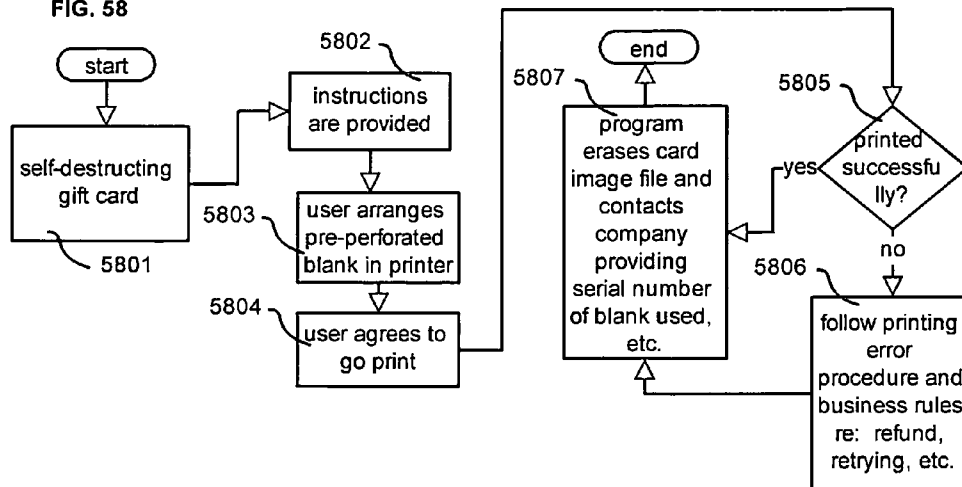 FIG. 58
start
self-destructing
gift card
5801
5802
instructions
are provided
5803
user arranges
pre-perforated
blank in printer
5804
user agrees to
go print
5805
printed
successfu
lly?
yes
no
5806
follow printing
error
procedure and
business rules
re: refund,
retrying, etc.
5807
program
erases card
image file and
contacts
company
providing
serial number
of blank used,
etc.
end